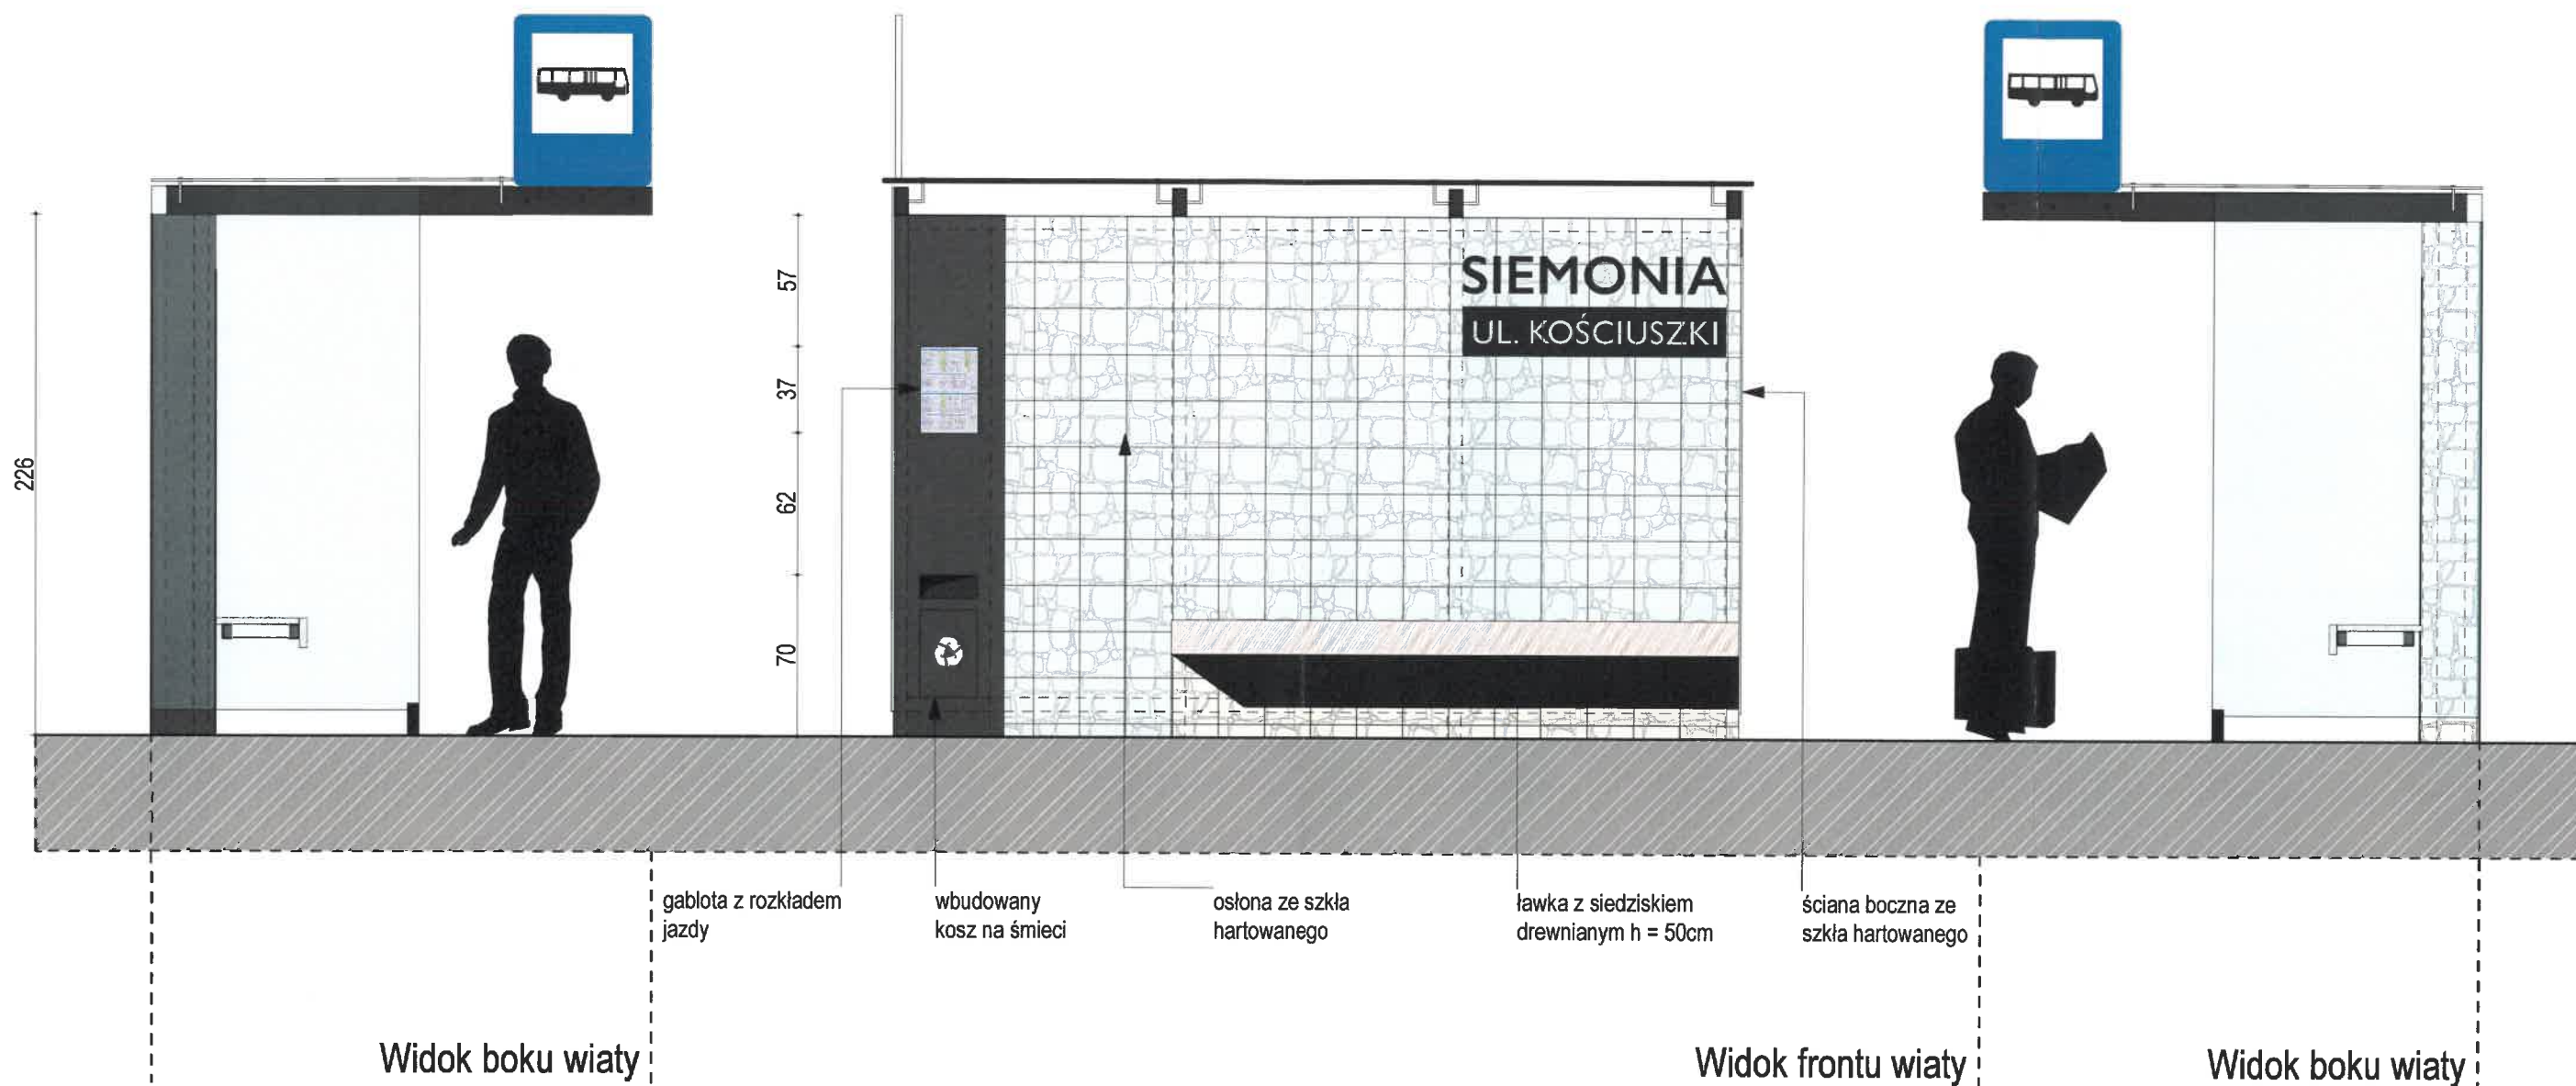 SIEMONIA
UL. KOŚCIUSZKI
226
57
37
62
70
gablota z rozkładem
jazdy
wbudowany
kosz na śmieci
osłona ze szkła
hartowanego
ławka z siedziskiem
drewnianym h = 50cm
ściana boczna ze
szkła hartowanego
Widok boku wiaty
Widok frontu wiaty
Widok boku wiaty